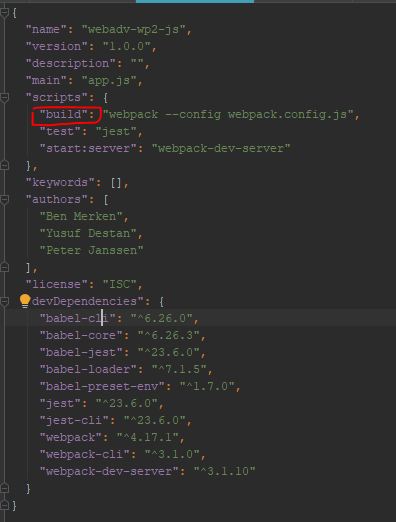 {
"name": "webadv-wp2-js",
"version": "1.0.0",
"description": "",
"main": "app.js",
"scripts": {
"build": "webpack --config webpack.config.js",
"test": "jest",
"start:server": "webpack-dev-server"
},
"keywords": [],
"authors": [
"Ben Merken",
"Yusuf Destan",
"Peter Janssen"
],
"license": "ISC",
devDependencies": {
"babel-cli": "^6.26.0",
"babel-core": "^6.26.3",
"babel-jest": "^23.6.0",
"babel-loader": "^7.1.5",
"babel-preset-env": "^1.7.0",
"jest": "^23.6.0",
"jest-cli": "^23.6.0",
"webpack": "^4.17.1",
"webpack-cli": "^3.1.0",
"webpack-dev-server": "^3.1.10"
}
}